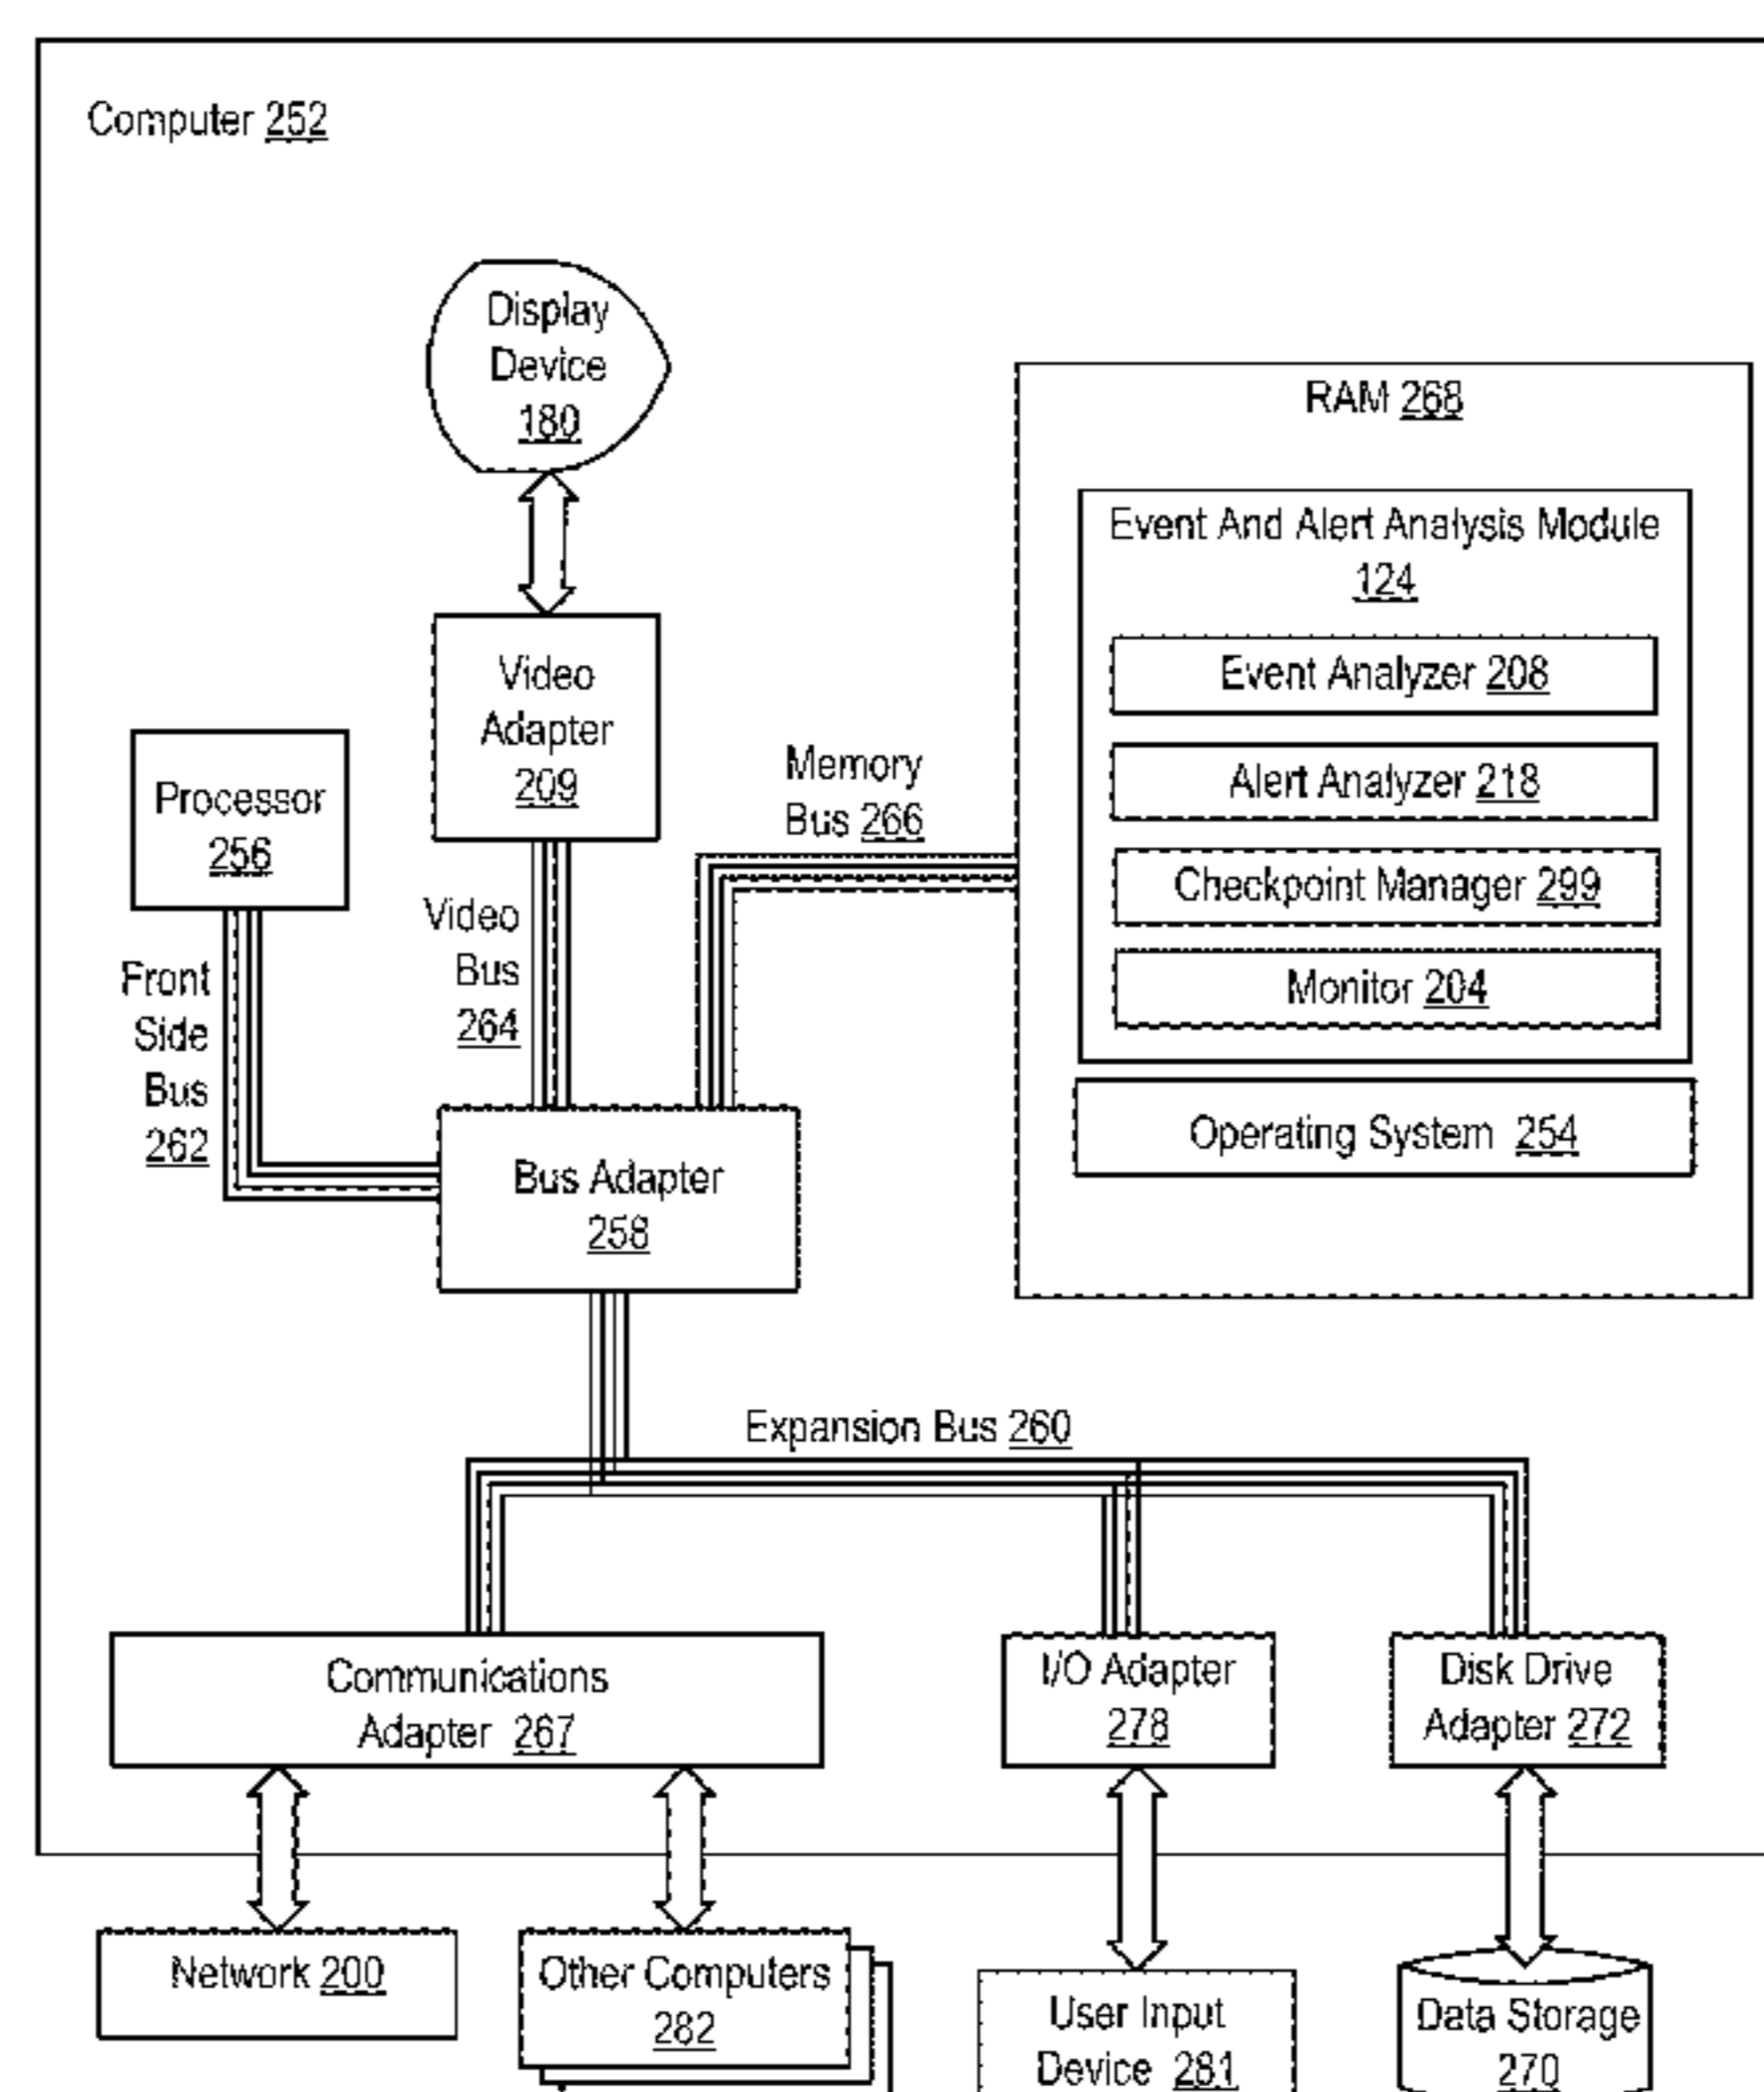 Computer 252
Display
Device
180
RAM 268
Event And Alert Analysis Module
124
Event Analyzer 208
Alert Analyzer 218
Checkpoint Manager 299
Monitor 204
Operating System 254
Video
Adapter
209
Processor
256
Memory
Bus 266
Video
Bus
264
Front
Side
Bus
262
Bus Adapter
258
Expansion Bus 260
Communications
Adapter 267
I/O Adapter
278
Disk Drive
Adapter 272
Network 200
Other Computers
282
User Input
Device 281
Data Storage
270